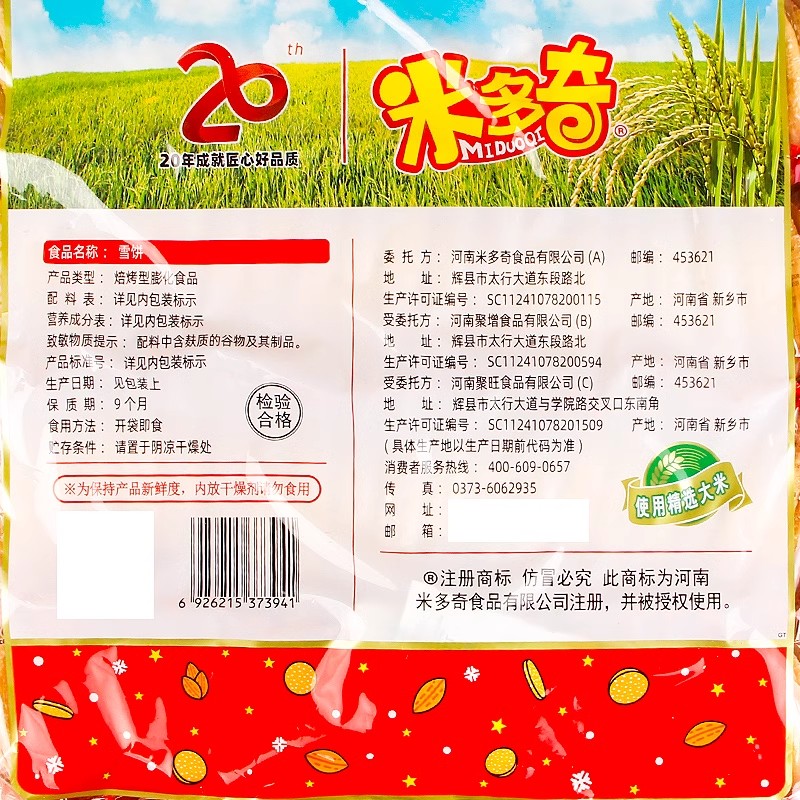 20th
20年成就匠心好品质
米多奇®
MIDUOQI
食品名称：雪饼
产品类型：焙烤型膨化食品
配料表：详见内包装标示
营养成分表：详见内包装标示
致敏物质提示：配料中含麸质的谷物及其制品。
产品标准号：详见内包装标示
生产日期：见包装上
保质期：9个月
食用方法：开袋即食
贮存条件：请置于阴凉干燥处
检验
合格
※为保持产品新鲜度，内放干燥剂请勿食用
6 926215 373941
委托方：河南米多奇食品有限公司(A) 邮编：453621
地址：辉县市太行大道东段路北
生产许可证编号：SC11241078200115 产地：河南省 新乡市
受委托方：河南聚增食品有限公司(B) 邮编：453621
地址：辉县市太行大道东段路北
生产许可证编号：SC11241078200594 产地：河南省 新乡市
受委托方：河南聚旺食品有限公司(C) 邮编：453621
地址：辉县市太行大道与学院路交叉口东南角
生产许可证编号：SC11241078201509 产地：河南省 新乡市
(具体生产地以生产日期前代码为准)
消费者服务热线：400-609-0657
传真：0373-6062935
网址：
邮箱：
使用精选大米
®注册商标 仿冒必究 此商标为河南
米多奇食品有限公司注册，并被授权使用。
GT